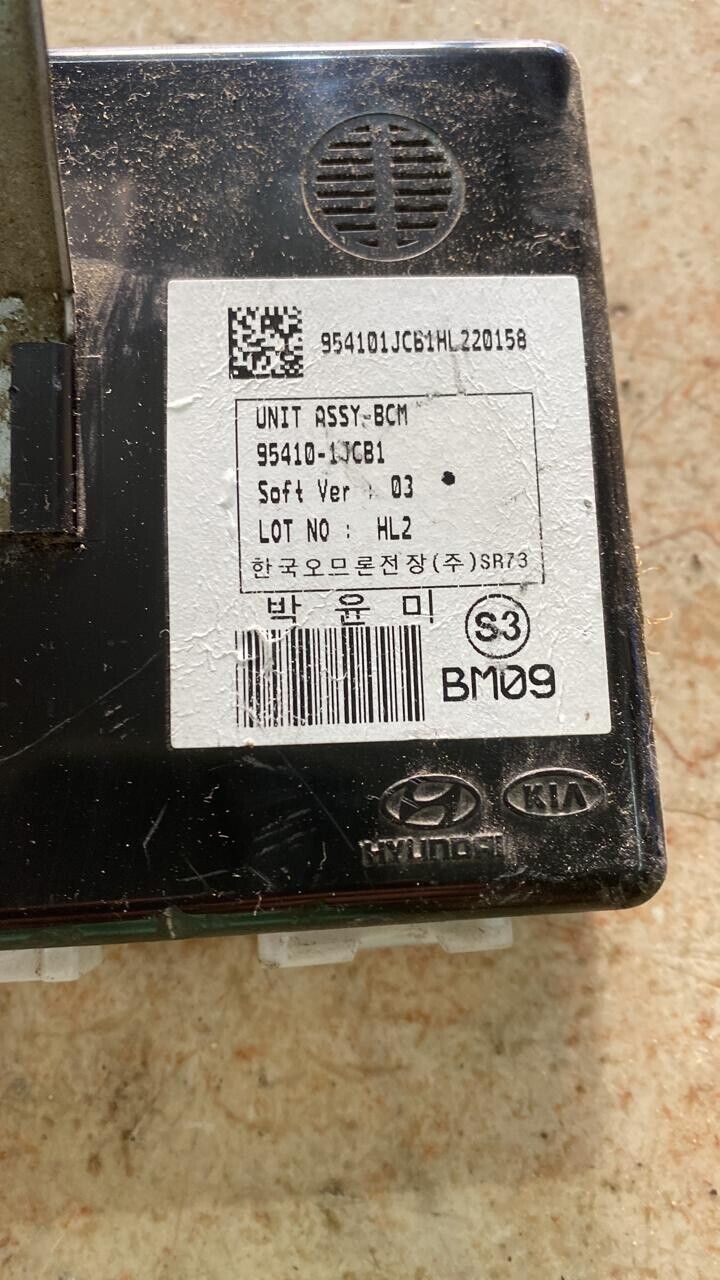 954101JCB1HL220158
UNIT ASSY-BCM
95410-1JCB1
Soft Ver : 03
LOT NO : HL2
한국오므론전장(주)SR73
박 윤 미
S3
BM09
HYUNDAI
KIA